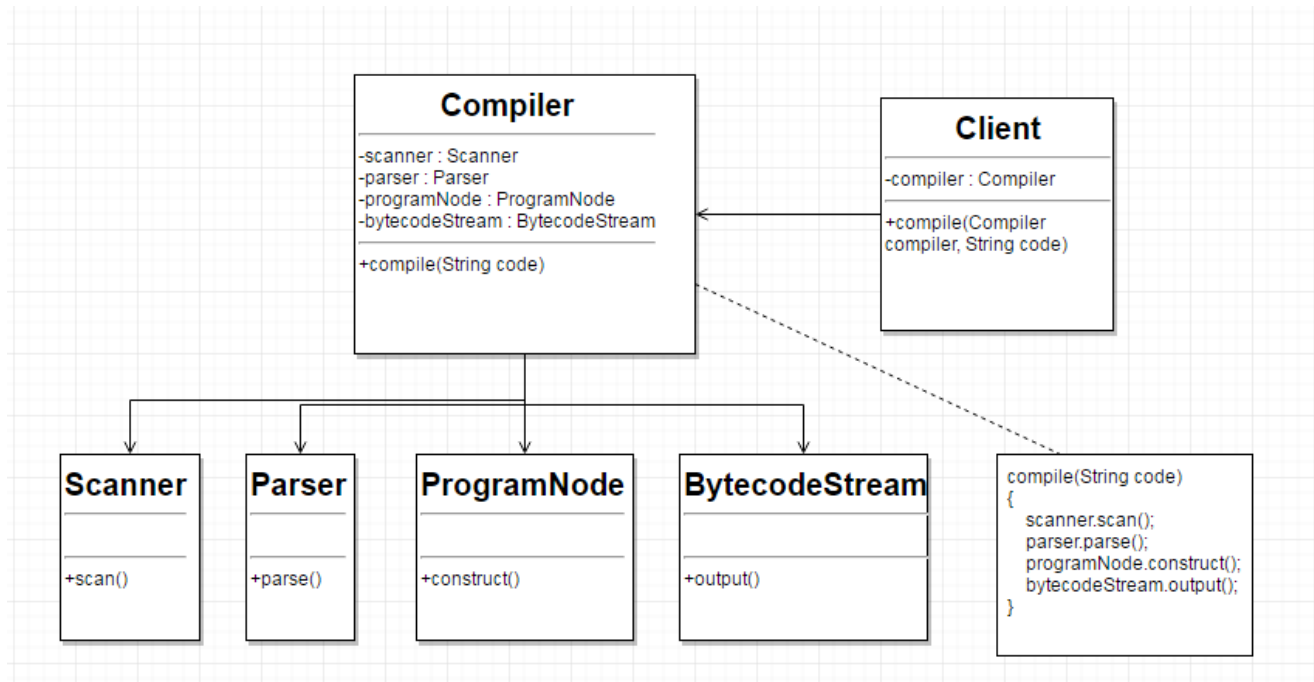 Compiler
-scanner : Scanner
-parser : Parser
-programNode : ProgramNode
-bytecodeStream : BytecodeStream
+compile(String code)
Client
-compiler : Compiler
+compile(Compiler
compiler, String code)
Scanner
+scan()
Parser
+parse()
ProgramNode
+construct()
BytecodeStream
+output()
compile(String code)
{
scanner.scan();
parser.parse();
programNode.construct();
bytecodeStream.output();
}